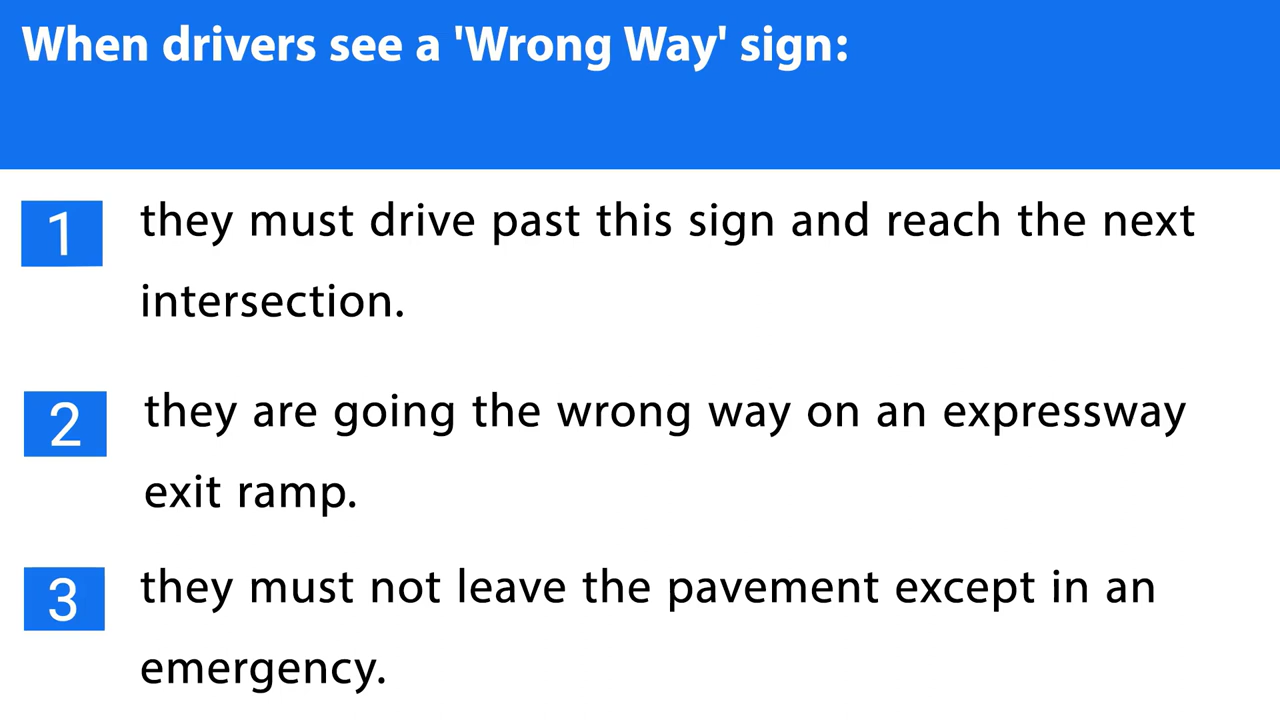 When drivers see a 'Wrong Way' sign:
1 they must drive past this sign and reach the next
intersection.
2 they are going the wrong way on an expressway
exit ramp.
3 they must not leave the pavement except in an
emergency.